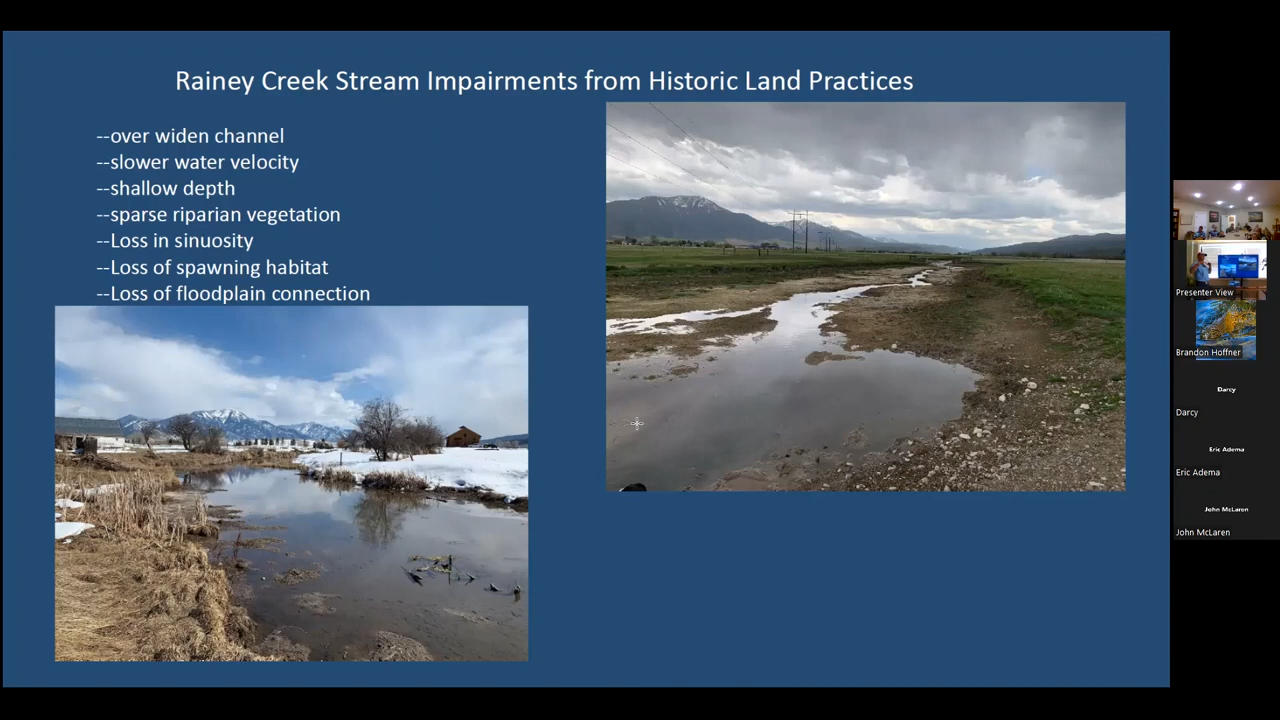 Rainey Creek Stream Impairments from Historic Land Practices
--over widen channel
--slower water velocity
--shallow depth
--sparse riparian vegetation
--Loss in sinuosity
--Loss of spawning habitat
--Loss of floodplain connection
Presenter View
Brandon Hoffner
Darcy
Darcy
Eric Adema
Eric Adema
John McLaren
John McLaren